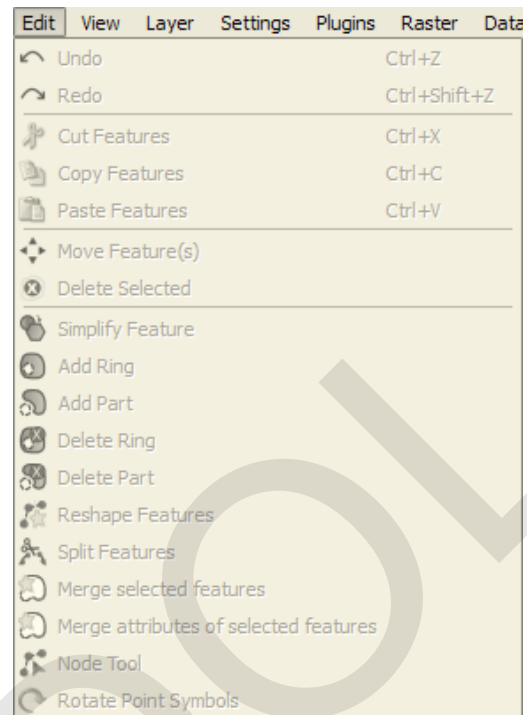 Edit View Layer Settings Plugins Raster Data
Undo Ctrl+Z
Redo Ctrl+Shift+Z
Cut Features Ctrl+X
Copy Features Ctrl+C
Paste Features Ctrl+V
Move Feature(s)
Delete Selected
Simplify Feature
Add Ring
Add Part
Delete Ring
Delete Part
Reshape Features
Split Features
Merge selected features
Merge attributes of selected features
Node Tool
Rotate Point Symbols